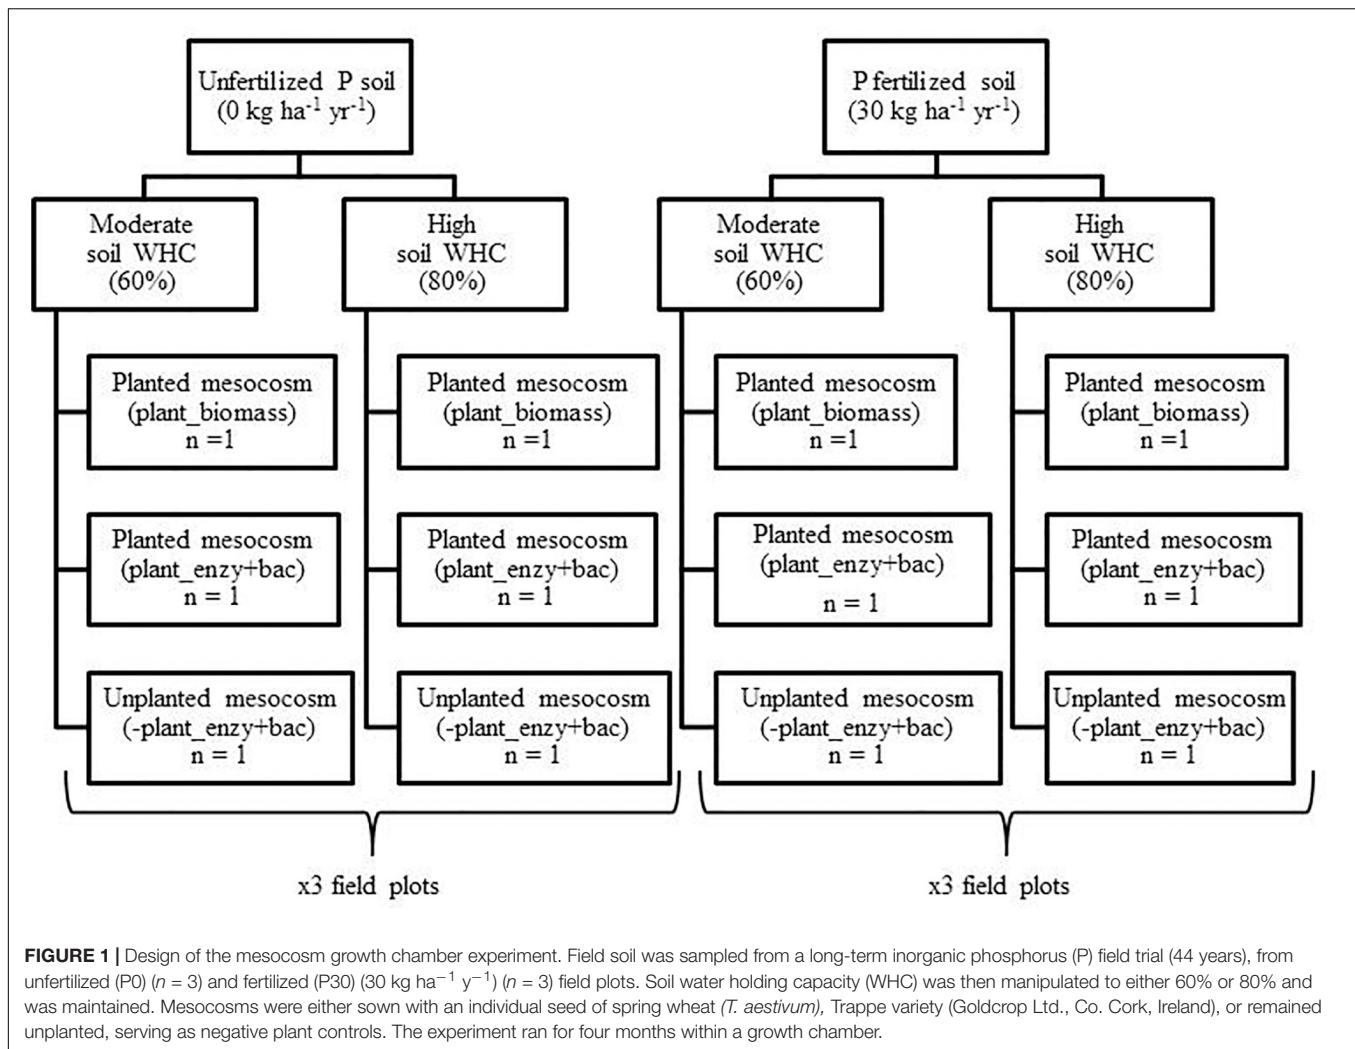 Unfertilized P soil
(0 kg ha⁻¹ yr⁻¹)
P fertilized soil
(30 kg ha⁻¹ yr⁻¹)
Moderate
soil WHC
(60%)
High
soil WHC
(80%)
Moderate
soil WHC
(60%)
High
soil WHC
(80%)
Planted mesocosm
(plant_biomass)
n =1
Planted mesocosm
(plant_biomass)
n =1
Planted mesocosm
(plant_biomass)
n =1
Planted mesocosm
(plant_biomass)
n =1
Planted mesocosm
(plant_enzy+bac)
n = 1
Planted mesocosm
(plant_enzy+bac)
n = 1
Planted mesocosm
(plant_enzy+bac)
n = 1
Planted mesocosm
(plant_enzy+bac)
n = 1
Unplanted mesocosm
(-plant_enzy+bac)
n = 1
Unplanted mesocosm
(-plant_enzy+bac)
n = 1
Unplanted mesocosm
(-plant_enzy+bac)
n = 1
Unplanted mesocosm
(-plant_enzy+bac)
n = 1
x3 field plots
x3 field plots
FIGURE 1 | Design of the mesocosm growth chamber experiment. Field soil was sampled from a long-term inorganic phosphorus (P) field trial (44 years), from
unfertilized (P0) (n = 3) and fertilized (P30) (30 kg ha⁻¹ y⁻¹) (n = 3) field plots. Soil water holding capacity (WHC) was then manipulated to either 60% or 80% and
was maintained. Mesocosms were either sown with an individual seed of spring wheat (T. aestivum), Trappe variety (Goldcrop Ltd., Co. Cork, Ireland), or remained
unplanted, serving as negative plant controls. The experiment ran for four months within a growth chamber.